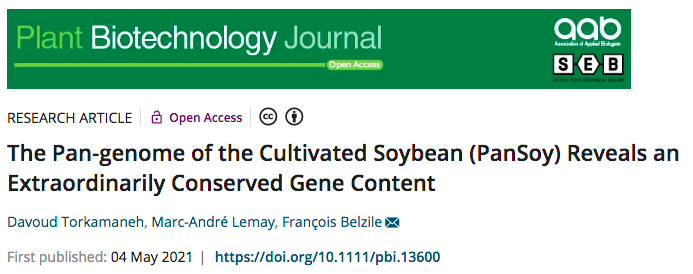 Plant Biotechnology Journal
Open Access
aab
Association of Applied Biologists
S·E·B
RESEARCH ARTICLE | Open Access
The Pan-genome of the Cultivated Soybean (PanSoy) Reveals an
Extraordinarily Conserved Gene Content
Davoud Torkamaneh, Marc-André Lemay, François Belzile
First published: 04 May 2021 | https://doi.org/10.1111/pbi.13600